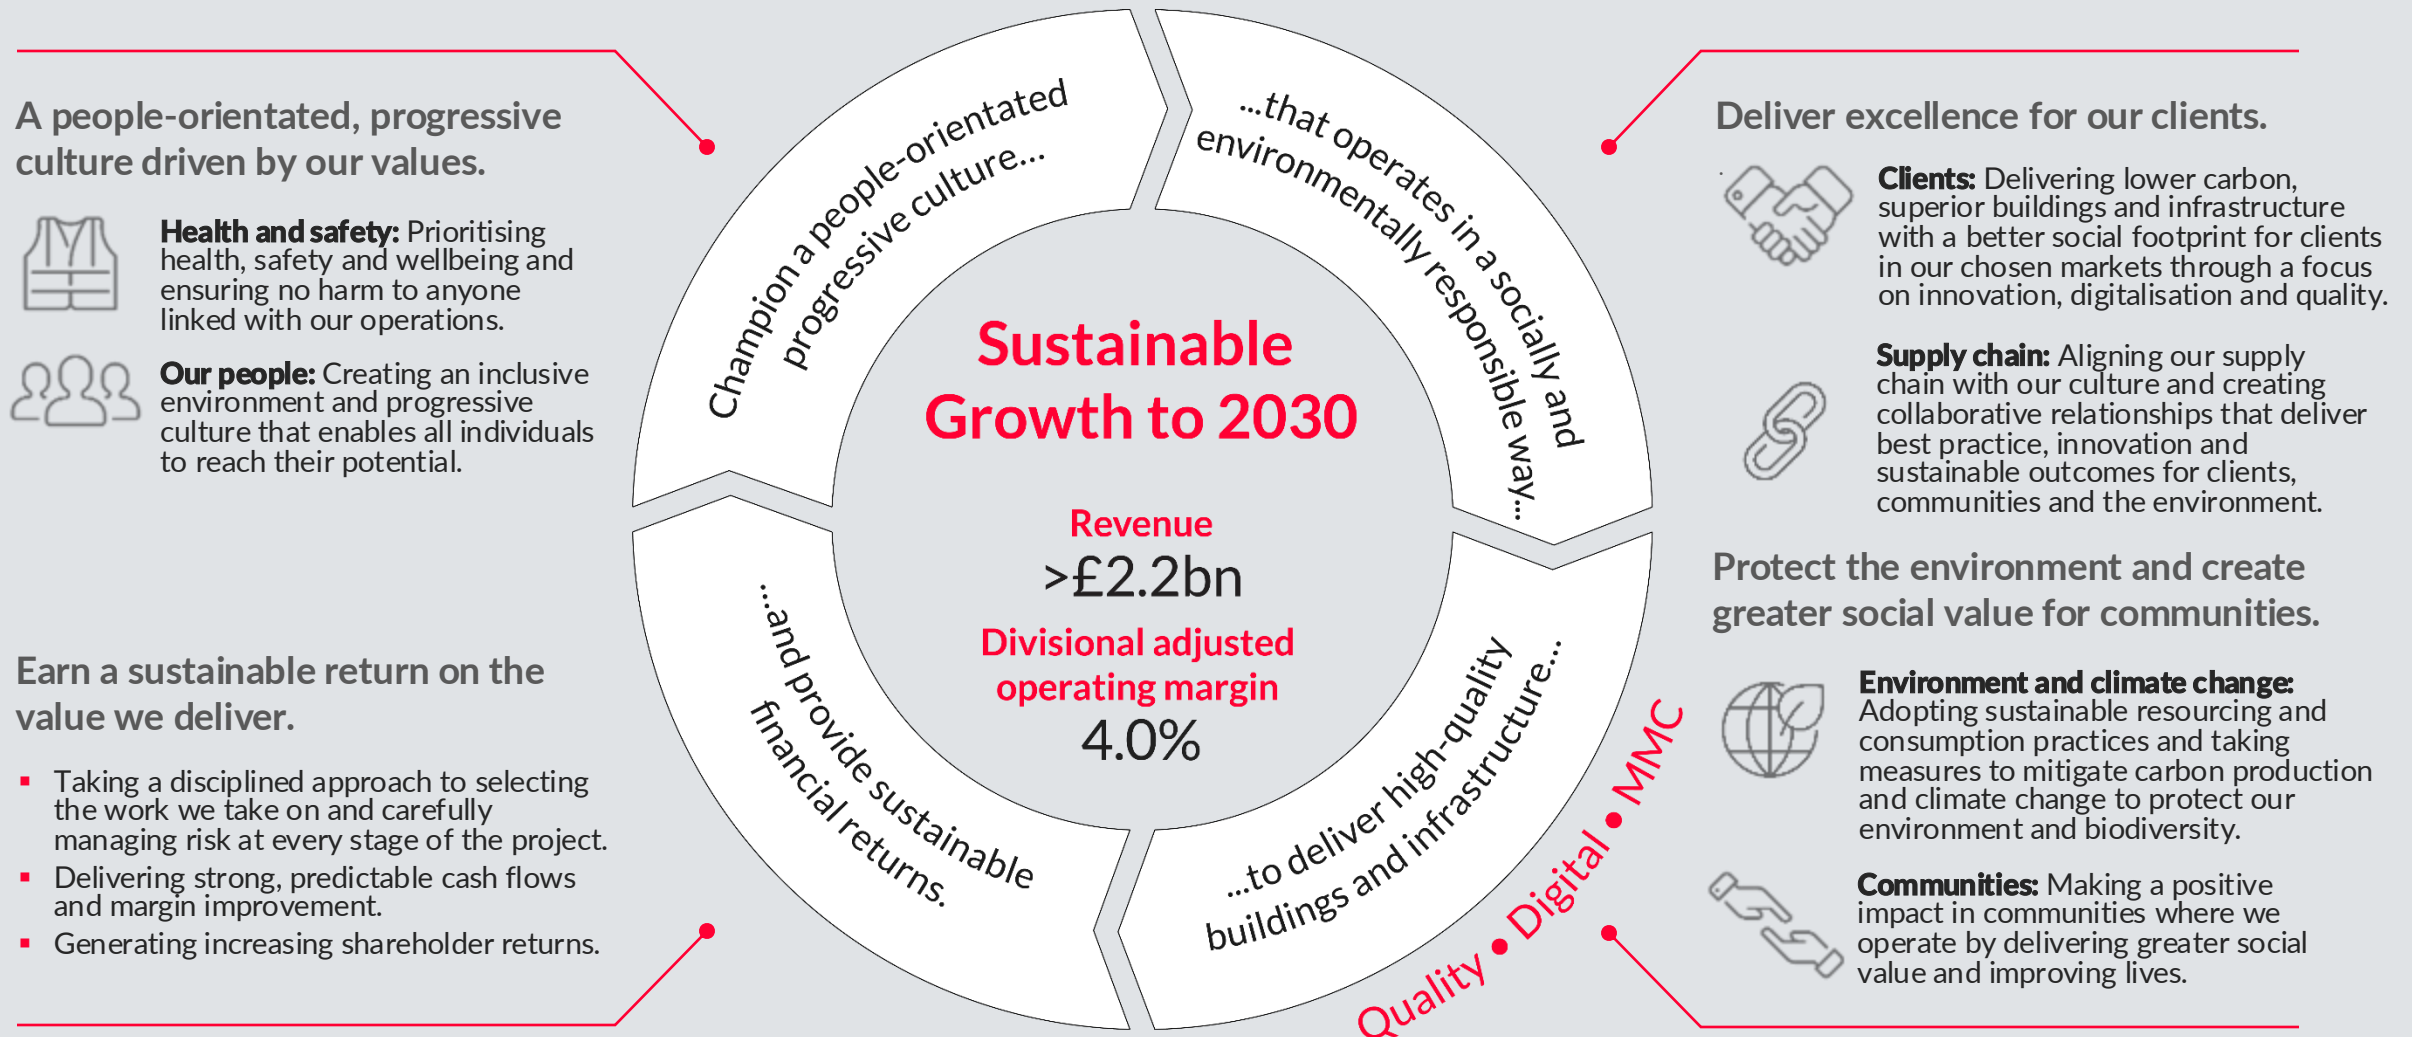 A people-orientated, progressive
culture driven by our values.
Health and safety: Prioritising
health, safety and wellbeing and
ensuring no harm to anyone
linked with our operations.
Our people: Creating an inclusive
environment and progressive
culture that enables all individuals
to reach their potential.
Earn a sustainable return on the
value we deliver.
▪ Taking a disciplined approach to selecting
the work we take on and carefully
managing risk at every stage of the project.
▪ Delivering strong, predictable cash flows
and margin improvement.
▪ Generating increasing shareholder returns.
Champion a people-orientated
progressive culture...
...that operates in a socially and
environmentally responsible way...
...to deliver high-quality
buildings and infrastructure...
...and provide sustainable
financial returns.
Quality • Digital • MMC
Sustainable
Growth to 2030
Revenue
>£2.2bn
Divisional adjusted
operating margin
4.0%
Deliver excellence for our clients.
Clients: Delivering lower carbon,
superior buildings and infrastructure
with a better social footprint for clients
in our chosen markets through a focus
on innovation, digitalisation and quality.
Supply chain: Aligning our supply
chain with our culture and creating
collaborative relationships that deliver
best practice, innovation and
sustainable outcomes for clients,
communities and the environment.
Protect the environment and create
greater social value for communities.
Environment and climate change:
Adopting sustainable resourcing and
consumption practices and taking
measures to mitigate carbon production
and climate change to protect our
environment and biodiversity.
Communities: Making a positive
impact in communities where we
operate by delivering greater social
value and improving lives.